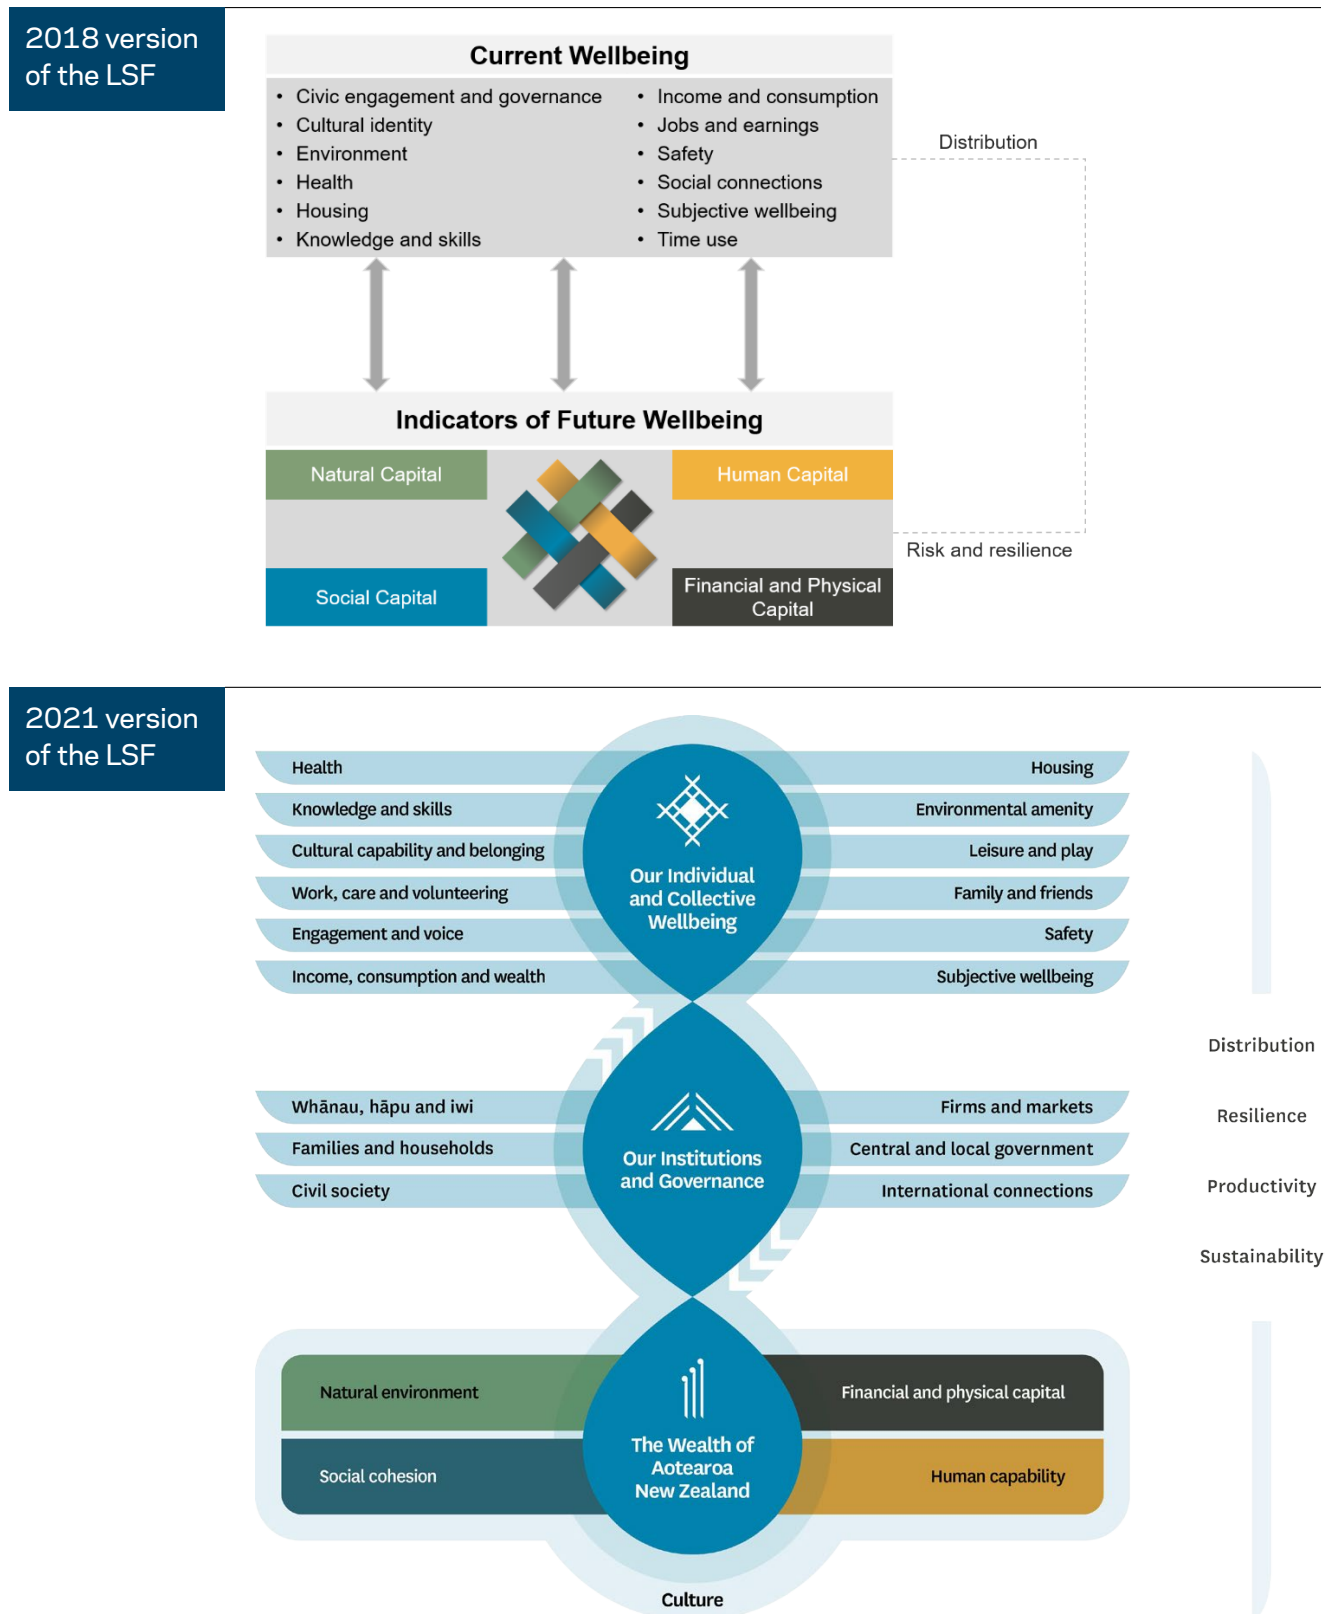 2018 version
of the LSF
Current Wellbeing
• Civic engagement and governance
• Cultural identity
• Environment
• Health
• Housing
• Knowledge and skills
• Income and consumption
• Jobs and earnings
• Safety
• Social connections
• Subjective wellbeing
• Time use
Distribution
Indicators of Future Wellbeing
Natural Capital
Human Capital
Risk and resilience
Social Capital
Financial and Physical
Capital
2021 version
of the LSF
Health
Knowledge and skills
Cultural capability and belonging
Work, care and volunteering
Engagement and voice
Income, consumption and wealth
Our Individual
and Collective
Wellbeing
Housing
Environmental amenity
Leisure and play
Family and friends
Safety
Subjective wellbeing
Whānau, hāpu and iwi
Families and households
Civil society
Our Institutions
and Governance
Firms and markets
Central and local government
International connections
Distribution
Resilience
Productivity
Sustainability
Natural environment
Social cohesion
The Wealth of
Aotearoa
New Zealand
Financial and physical capital
Human capability
Culture